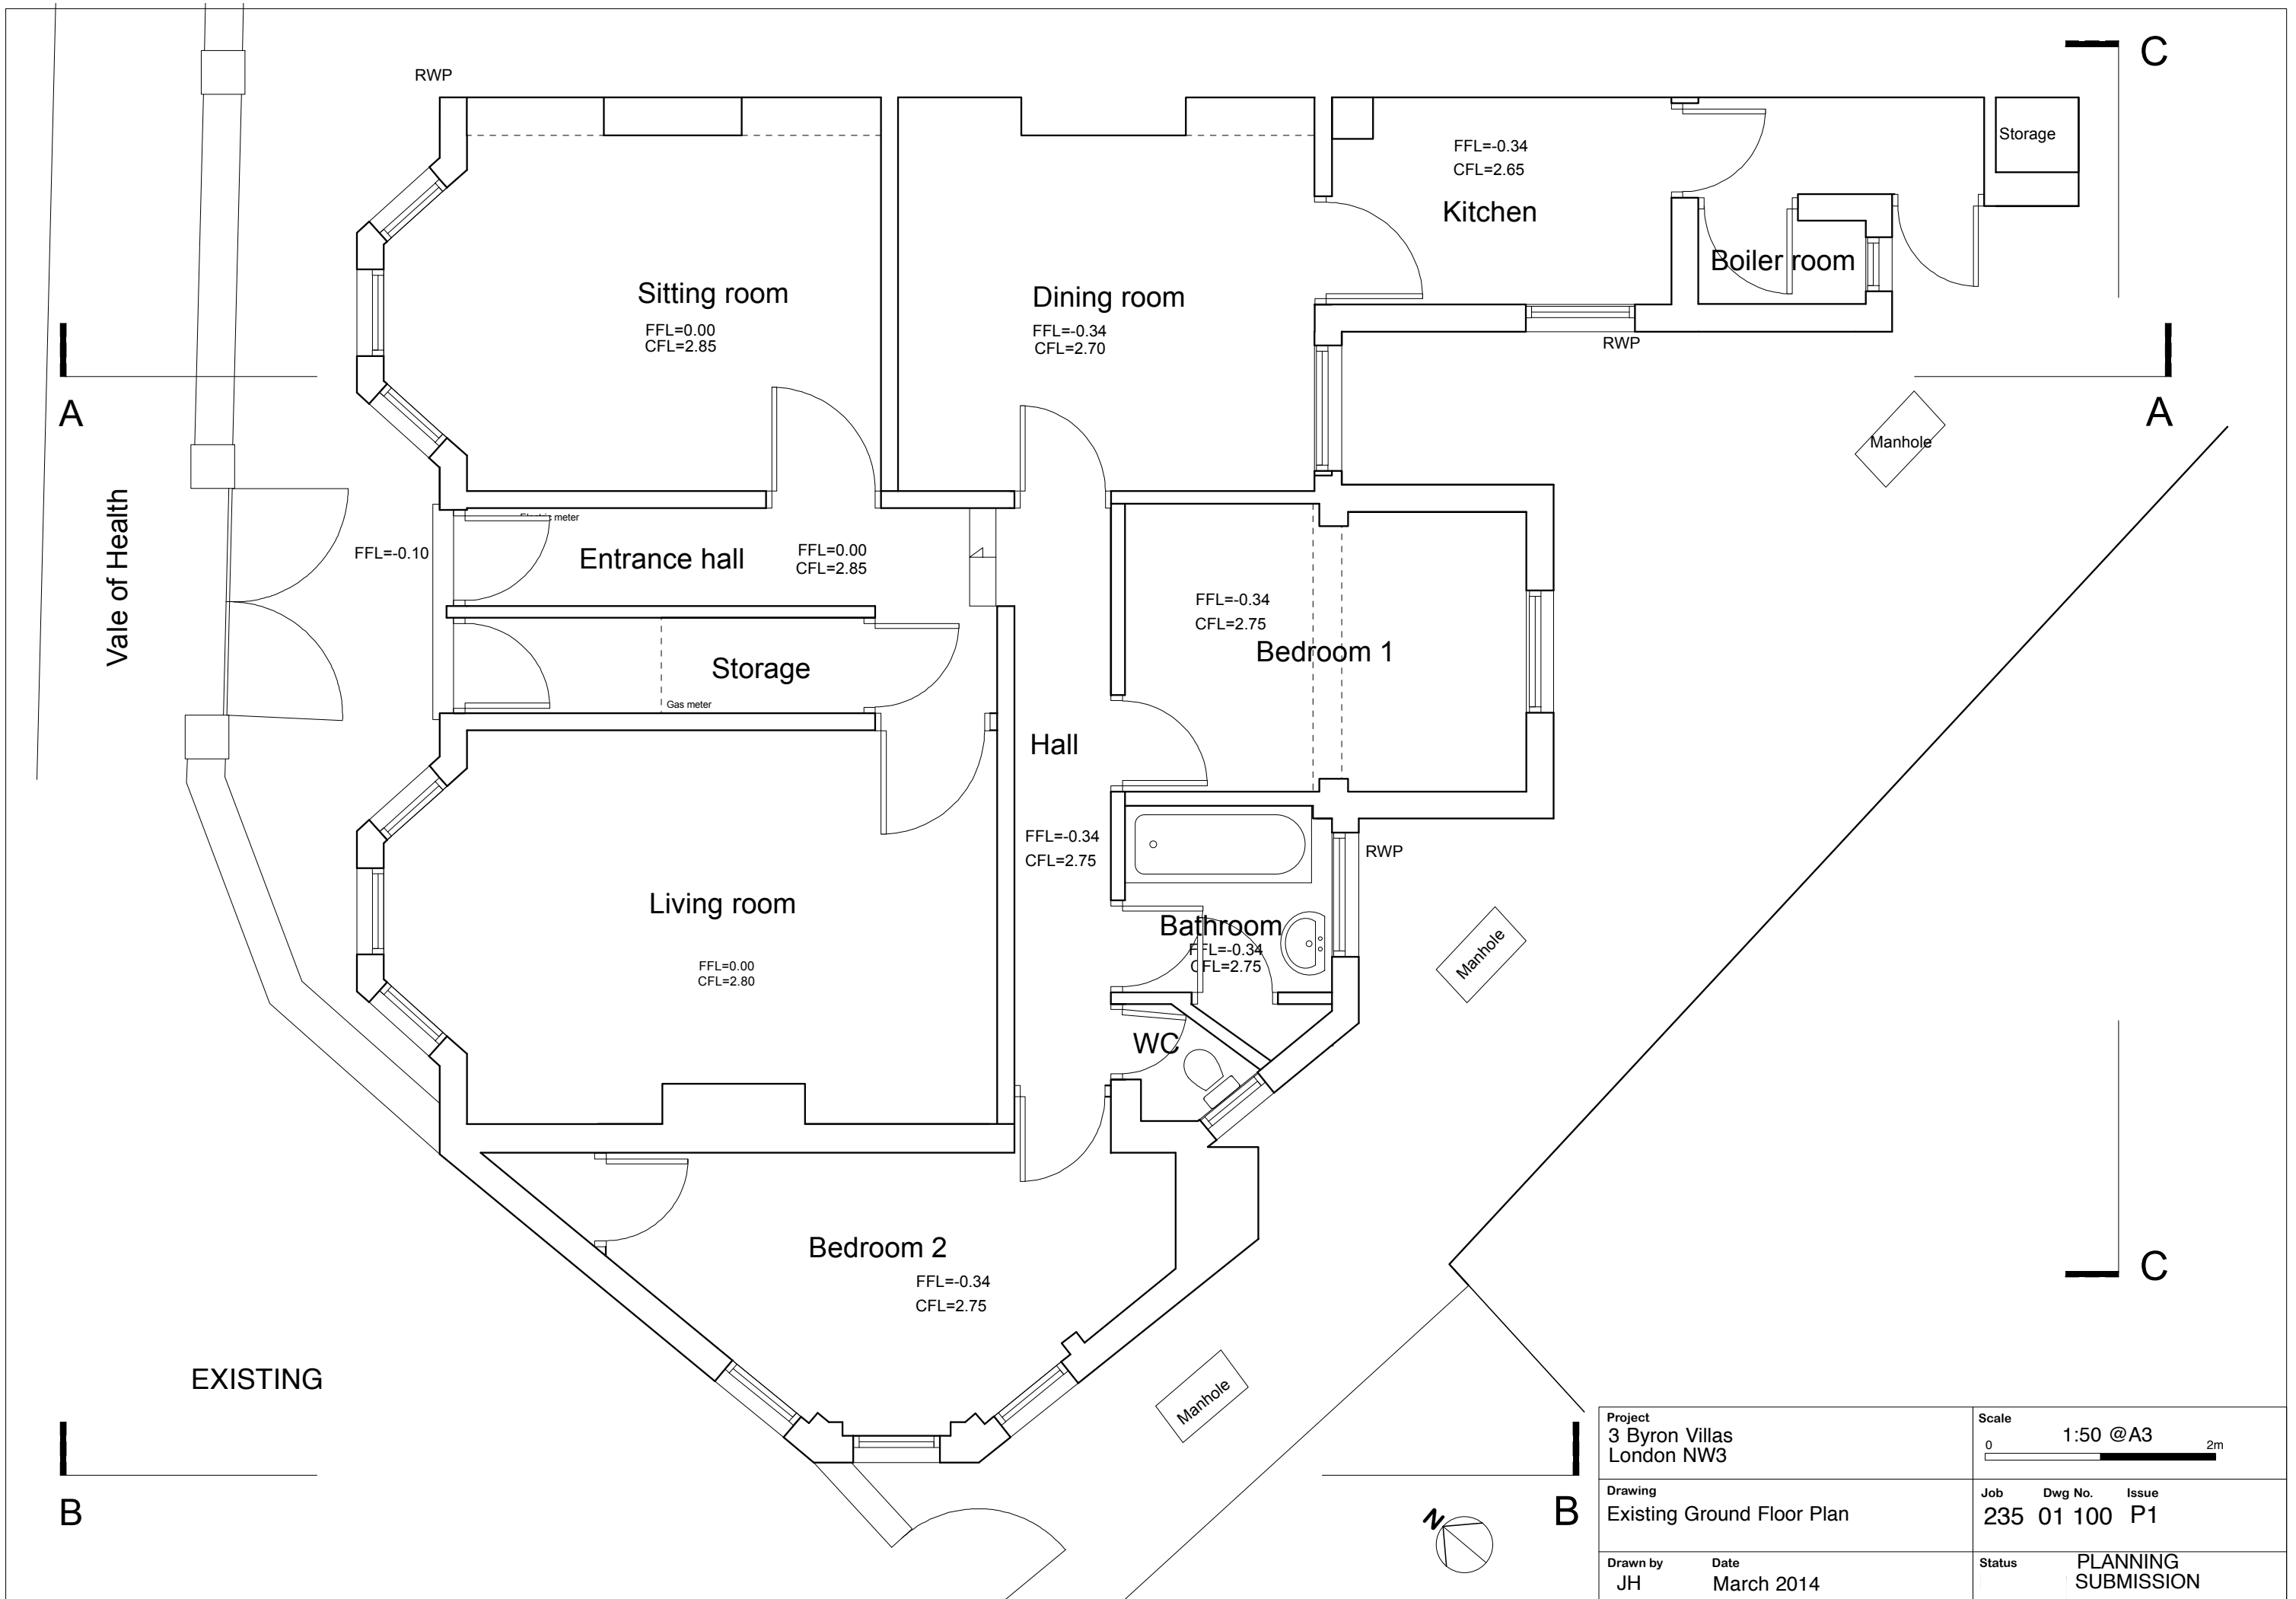 C
RWP
Storage
FFL=-0.34
CFL=2.65
Kitchen
Boiler room
Sitting room
FFL=0.00
CFL=2.85
Dining room
FFL=-0.34
CFL=2.70
RWP
A
A
Manhole
Vale of Health
meter
FFL=-0.10
Entrance hall
FFL=0.00
CFL=2.85
FFL=-0.34
CFL=2.75
Bedroom 1
Storage
Gas meter
Hall
FFL=-0.34
CFL=2.75
RWP
Living room
FFL=0.00
CFL=2.80
Bathroom
FFL=-0.34
CFL=2.75
Manhole
WC
Bedroom 2
FFL=-0.34
CFL=2.75
C
EXISTING
Manhole
B
B
N
Project
3 Byron Villas
London NW3
Scale
1:50 @A3
0 2m
Drawing
Existing Ground Floor Plan
Job Dwg No. Issue
235 01 100 P1
Drawn by Date
JH March 2014
Status
PLANNING
SUBMISSION